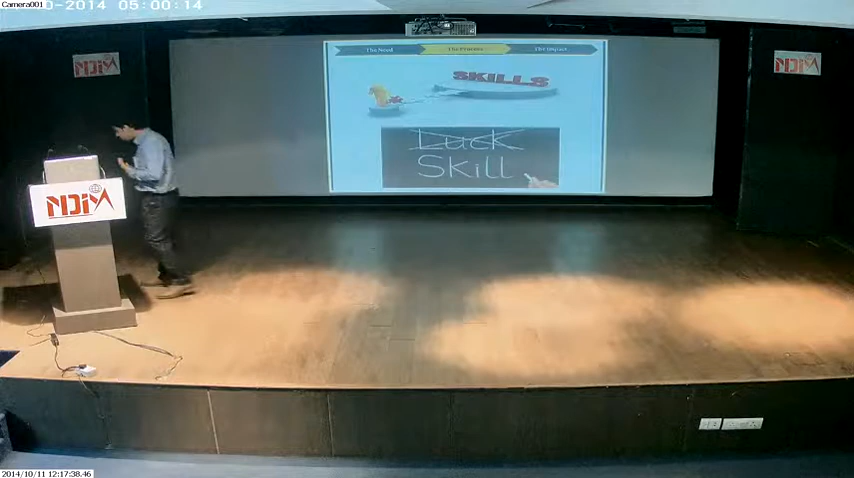 Camera001
0-2014 05:00:14
NDIM
NDIM
The Need
The Process
The Impact
SKILLS
Luck
Skill
NDIM
2014/10/11 12:17:38.46